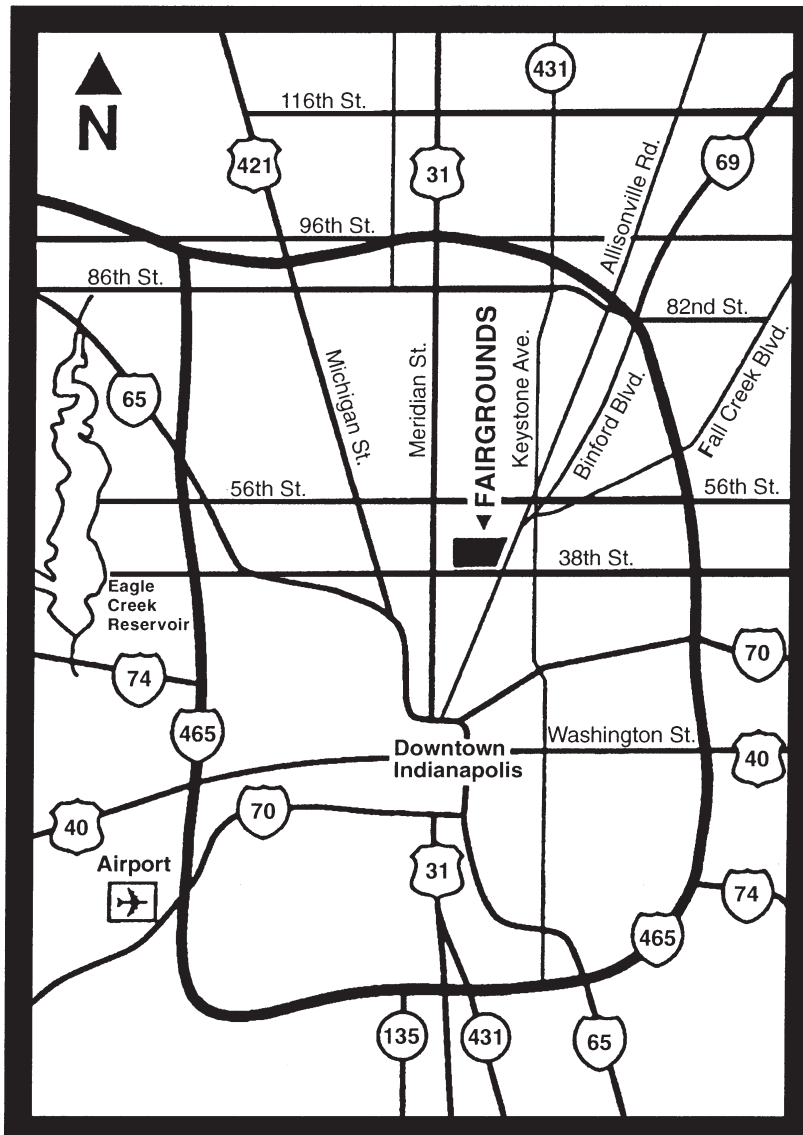 N
431
116th St.
421
31
69
Allisonville Rd.
96th St.
86th St.
82nd St.
65
Michigan St.
Meridian St.
FAIRGROUNDS
Keystone Ave.
Binford Blvd.
Fall Creek Blvd.
56th St.
56th St.
38th St.
Eagle
Creek
Reservoir
74
70
465
Washington St.
Downtown
Indianapolis
40
40
70
Airport
31
74
465
135
431
65